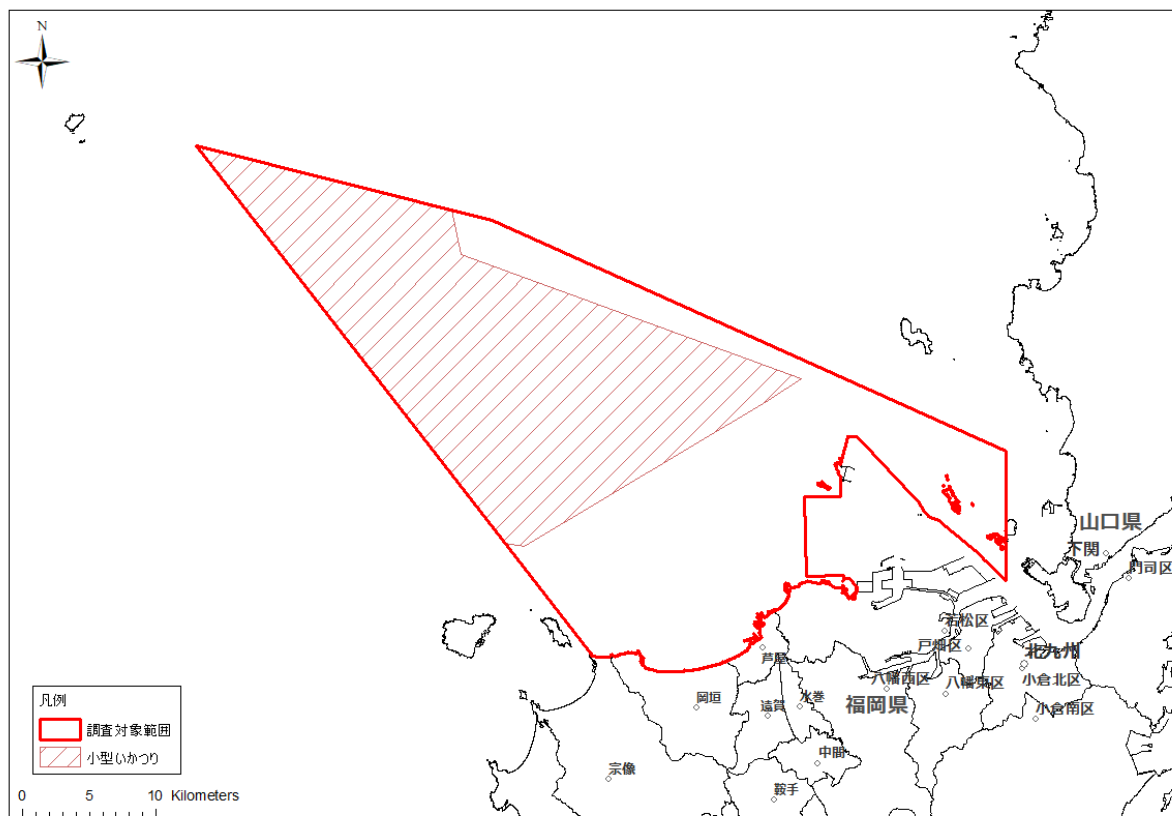 N
山口県
下関
門司区
若松区
戸畑区
北九州
芦屋
小倉北区
八幡西区
八幡東区
岡垣
遠賀
水巻
福岡県
小倉南区
中間
宗像
鞍手
凡例
調査対象範囲
小型いかつり
0 5 10 Kilometers